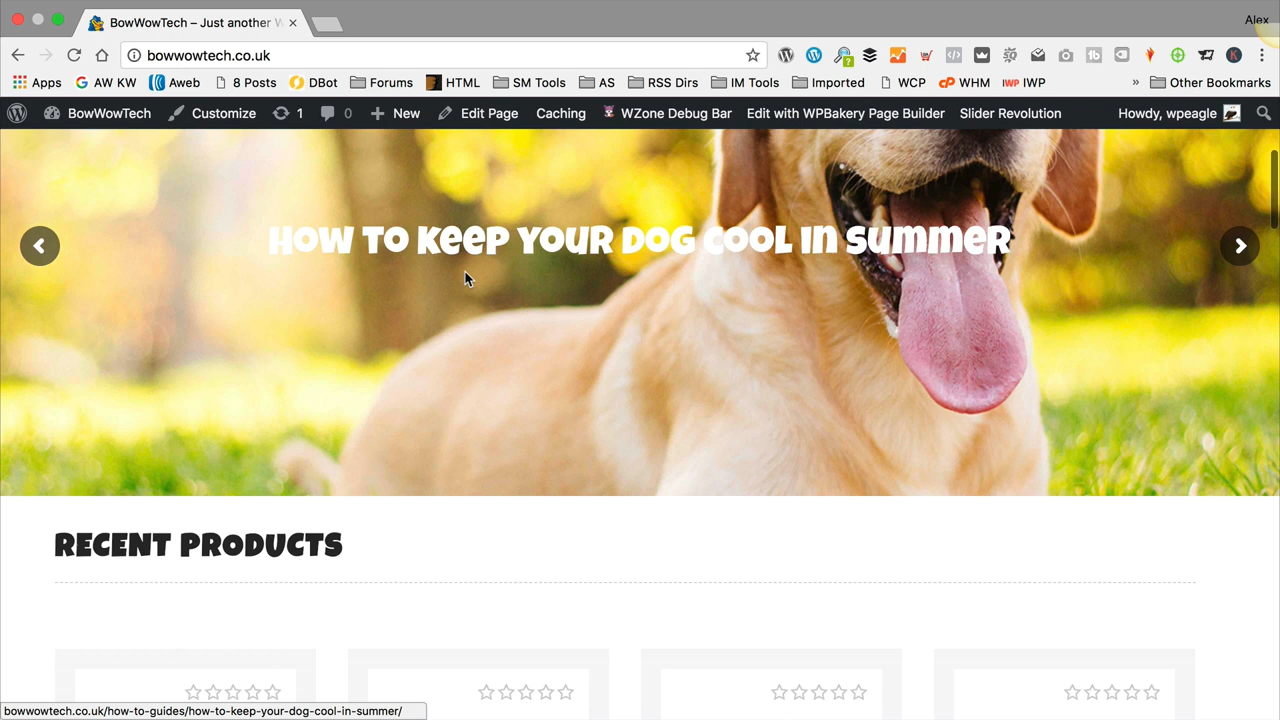 BowWowTech – Just another W
Alex
bowwowtech.co.uk
Apps
AW KW
Aweb
8 Posts
DBot
Forums
HTML
SM Tools
AS
RSS Dirs
IM Tools
Imported
WCP
WHM
IWP
»
Other Bookmarks
BowWowTech
Customize
1
0
New
Edit Page
Caching
WZone Debug Bar
Edit with WPBakery Page Builder
Slider Revolution
Howdy, wpeagle
How to keep your dog cool in summer
RECENT PRODUCTS
bowwowtech.co.uk/how-to-guides/how-to-keep-your-dog-cool-in-summer/